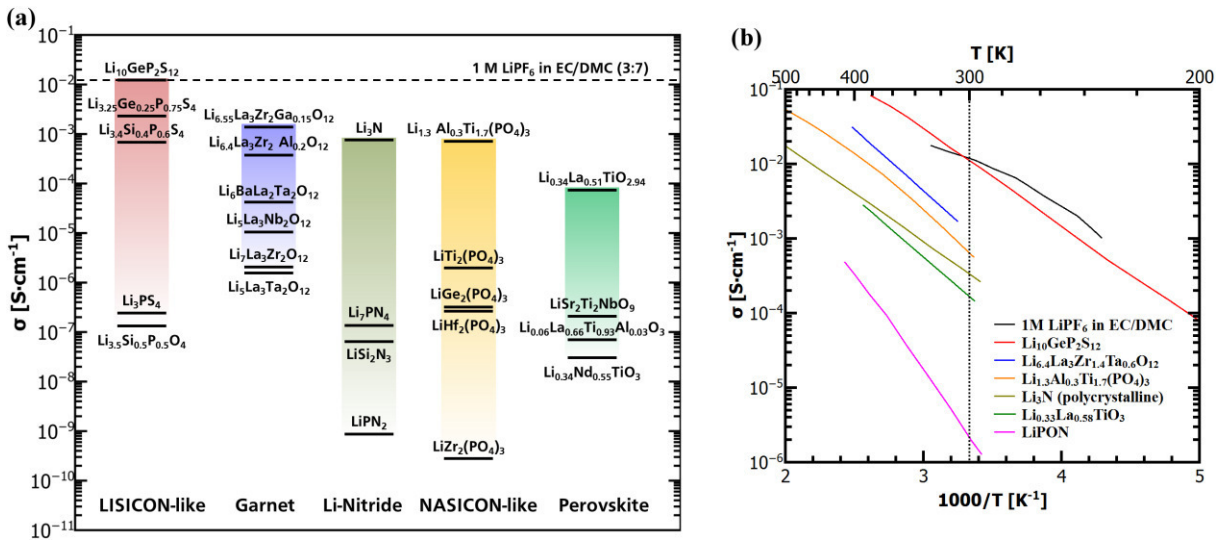 (a)
10⁻¹
10⁻²
10⁻³
10⁻⁴
10⁻⁵
10⁻⁶
10⁻⁷
10⁻⁸
10⁻⁹
10⁻¹⁰
10⁻¹¹
σ [S·cm⁻¹]
1 M LiPF₆ in EC/DMC (3:7)
Li₁₀GeP₂S₁₂
Li₃.₂₅Ge₀.₂₅P₀.₇₅S₄
Li₃.₄Si₀.₄P₀.₆S₄
Li₃PS₄
Li₃.₅Si₀.₅P₀.₅O₄
LISICON-like
Li₆.₅₅La₃Zr₂Ga₀.₁₅O₁₂
Li₆.₄La₃Zr₂ Al₀.₂O₁₂
Li₆BaLa₂Ta₂O₁₂
Li₅La₃Nb₂O₁₂
Li₇La₃Zr₂O₁₂
Li₅La₃Ta₂O₁₂
Garnet
Li₃N
Li₇PN₄
LiSi₂N₃
LiPN₂
Li-Nitride
Li₁.₃ Al₀.₃Ti₁.₇(PO₄)₃
LiTi₂(PO₄)₃
LiGe₂(PO₄)₃
LiHf₂(PO₄)₃
LiZr₂(PO₄)₃
NASICON-like
Li₀.₃₄La₀.₅₁TiO₂.₉₄
LiSr₂Ti₂NbO₉
Li₀.₀₆La₀.₆₆Ti₀.₉₃Al₀.₀₃O₃
Li₀.₃₄Nd₀.₅₅TiO₃
Perovskite
(b)
T [K]
500 400 300 200
10⁻¹
10⁻²
10⁻³
10⁻⁴
10⁻⁵
10⁻⁶
σ [S·cm⁻¹]
1M LiPF₆ in EC/DMC
Li₁₀GeP₂S₁₂
Li₆.₄La₃Zr₁.₄Ta₀.₆O₁₂
Li₁.₃Al₀.₃Ti₁.₇(PO₄)₃
Li₃N (polycrystalline)
Li₀.₃₃La₀.₅₈TiO₃
LiPON
2 3 4 5
1000/T [K⁻¹]